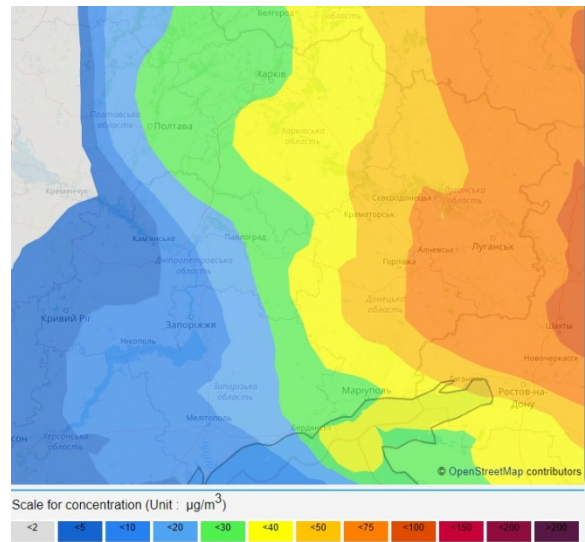 Белгород
область
Харків
Полтовська
область
Полтава
Харківська
область
Кременчук
Сєвєродонецьк
Луганська
область
Краматорськ
Кам'янське
Павлоград
Алчевськ
Луганськ
Дніпропетровська
область
Горлівка
Донецька
область
Кривий Ріг
Запоріжжя
Шахты
Нікополь
Новочеркасск
Таганрог
Запорізька
область
Маріуполь
Ростов-на-
Дону
Мелітополь
Бердянськ
сон
Херсонська
область
© OpenStreetMap contributors
Scale for concentration (Unit : µg/m3)
<2 <5 <10 <20 <30 <40 <50 <75 <100 <150 <200 >200